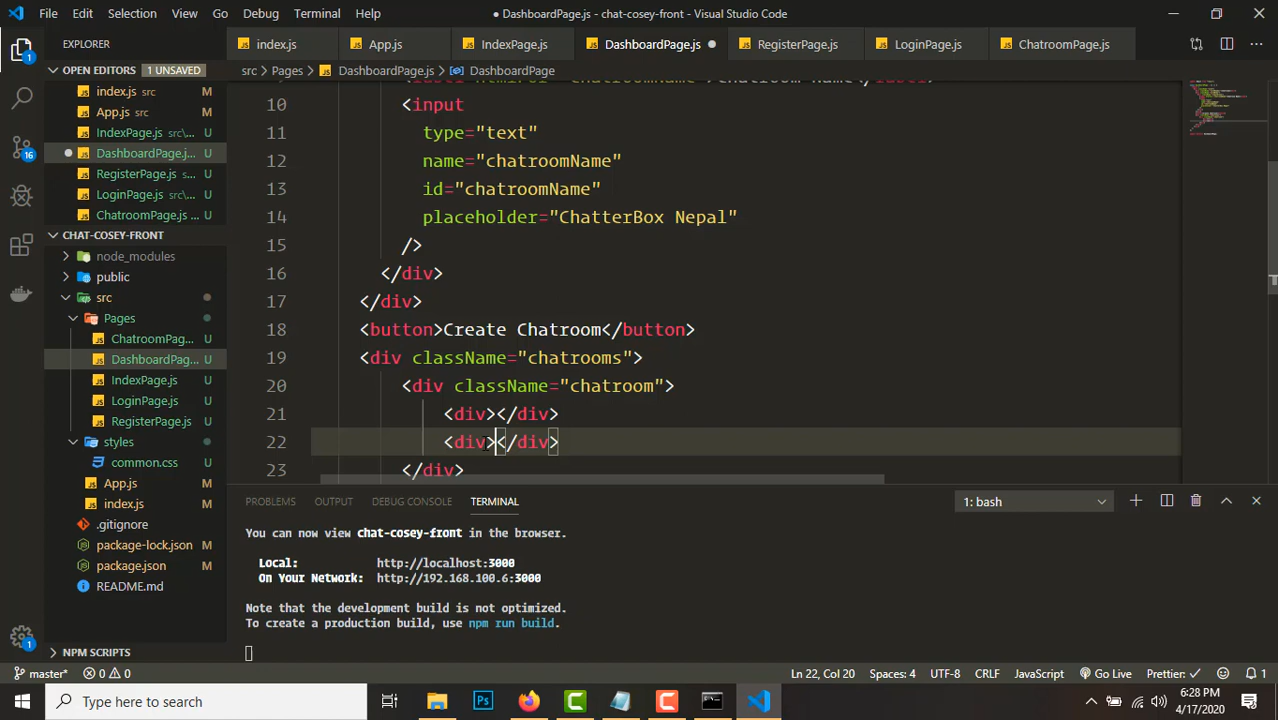 File Edit Selection View Go Debug Terminal Help
● DashboardPage.js - chat-cosey-front - Visual Studio Code
EXPLORER
index.js App.js IndexPage.js DashboardPage.js RegisterPage.js LoginPage.js ChatroomPage.js
OPEN EDITORS 1 UNSAVED
src > Pages > DashboardPage.js > DashboardPage
index.js src M
App.js src M
IndexPage.js src\... U
DashboardPage.j... U
RegisterPage.js s... U
LoginPage.js src\... U
ChatroomPage.js ... U
CHAT-COSEY-FRONT
node_modules
public
src
Pages
ChatroomPag... U
DashboardPag... U
IndexPage.js U
LoginPage.js U
RegisterPage.js U
styles
common.css U
App.js M
index.js M
.gitignore
package-lock.json M
package.json M
README.md
NPM SCRIPTS
10 <input
11 type="text"
12 name="chatroomName"
13 id="chatroomName"
14 placeholder="ChatterBox Nepal"
15 />
16 </div>
17 </div>
18 <button>Create Chatroom</button>
19 <div className="chatrooms">
20 <div className="chatroom">
21 <div></div>
22 <div></div>
23 </div>
PROBLEMS OUTPUT DEBUG CONSOLE TERMINAL
1: bash
You can now view chat-cosey-front in the browser.
Local: http://localhost:3000
On Your Network: http://192.168.100.6:3000
Note that the development build is not optimized.
To create a production build, use npm run build.
16
1
master* 0 0
Ln 22, Col 20 Spaces: 4 UTF-8 CRLF JavaScript Go Live Prettier: ✓ 1
Type here to search
Ps
6:28 PM
4/17/2020